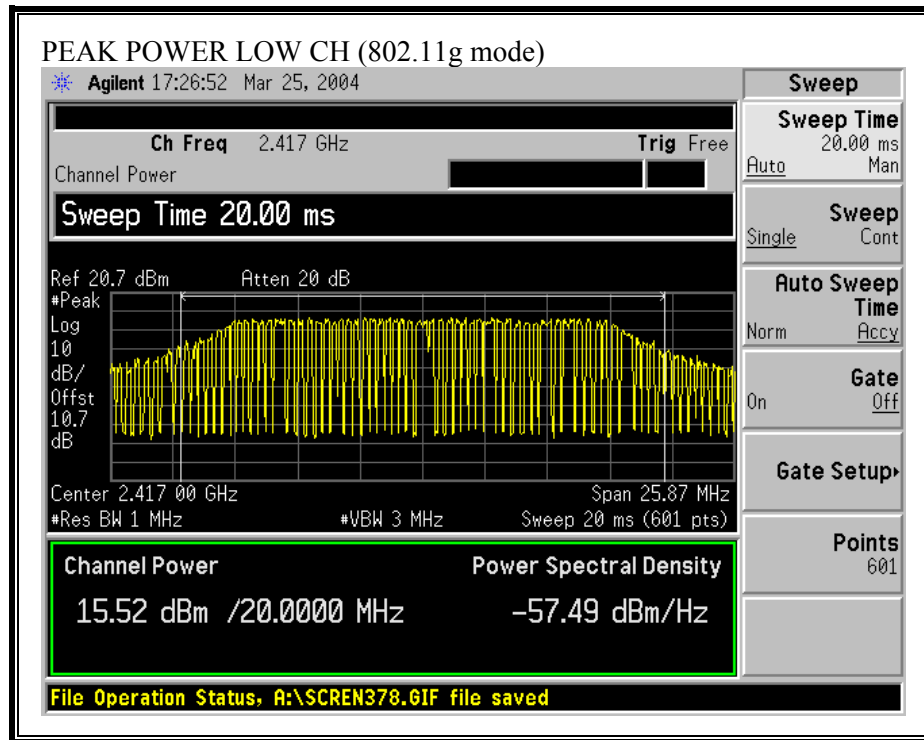 PEAK POWER LOW CH (802.11g mode)
Agilent 17:26:52 Mar 25, 2004
Sweep
Ch Freq 2.417 GHz Trig Free
Channel Power
Sweep Time 20.00 ms
Ref 20.7 dBm Atten 20 dB
#Peak
Log
10
dB/
Offst
10.7
dB
Center 2.417 00 GHz Span 25.87 MHz
#Res BW 1 MHz #VBW 3 MHz Sweep 20 ms (601 pts)
Channel Power Power Spectral Density
15.52 dBm /20.0000 MHz -57.49 dBm/Hz
File Operation Status, A:\SCREN378.GIF file saved
Sweep Time
20.00 ms
Auto Man
Sweep
Single Cont
Auto Sweep
Time
Norm Accy
Gate
On Off
Gate Setup
Points
601